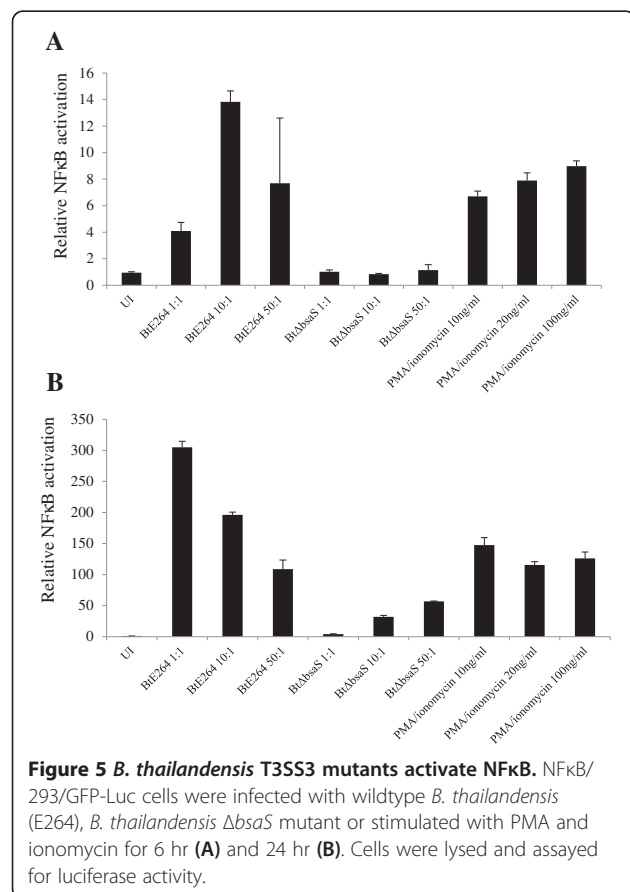 A
Relative NFκB activation
16
14
12
10
8
6
4
2
0
UI
BtE264 1:1
BtE264 10:1
BtE264 50:1
BtΔbsaS 1:1
BtΔbsaS 10:1
BtΔbsaS 50:1
PMA/ionomycin 10ng/ml
PMA/ionomycin 20ng/ml
PMA/ionomycin 100ng/ml
B
Relative NFκB activation
350
300
250
200
150
100
50
0
UI
BtE264 1:1
BtE264 10:1
BtE264 50:1
BtΔbsaS 1:1
BtΔbsaS 10:1
BtΔbsaS 50:1
PMA/ionomycin 10ng/ml
PMA/ionomycin 20ng/ml
PMA/ionomycin 100ng/ml
Figure 5 B. thailandensis T3SS3 mutants activate NFκB. NFκB/
293/GFP-Luc cells were infected with wildtype B. thailandensis
(E264), B. thailandensis ΔbsaS mutant or stimulated with PMA and
ionomycin for 6 hr (A) and 24 hr (B). Cells were lysed and assayed
for luciferase activity.